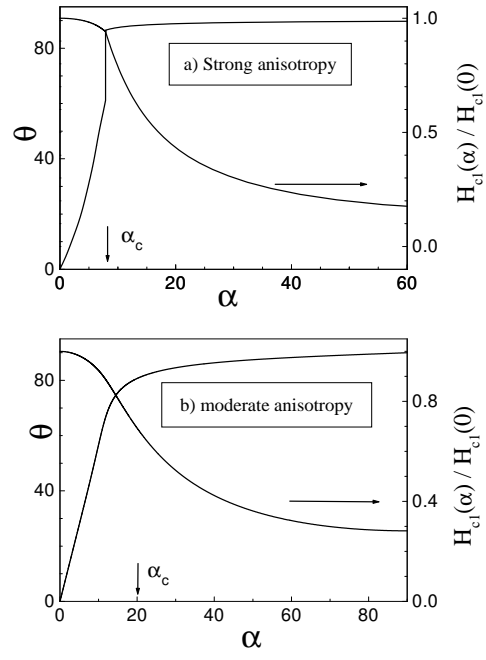 80
40
0
θ
a) Strong anisotropy
α_c
0 20 40 60
α
1.0
0.5
0.0
H_c1(α) / H_c1(0)
80
40
0
θ
b) moderate anisotropy
α_c
0 20 40 60 80
α
0.8
0.4
0.0
H_c1(α) / H_c1(0)